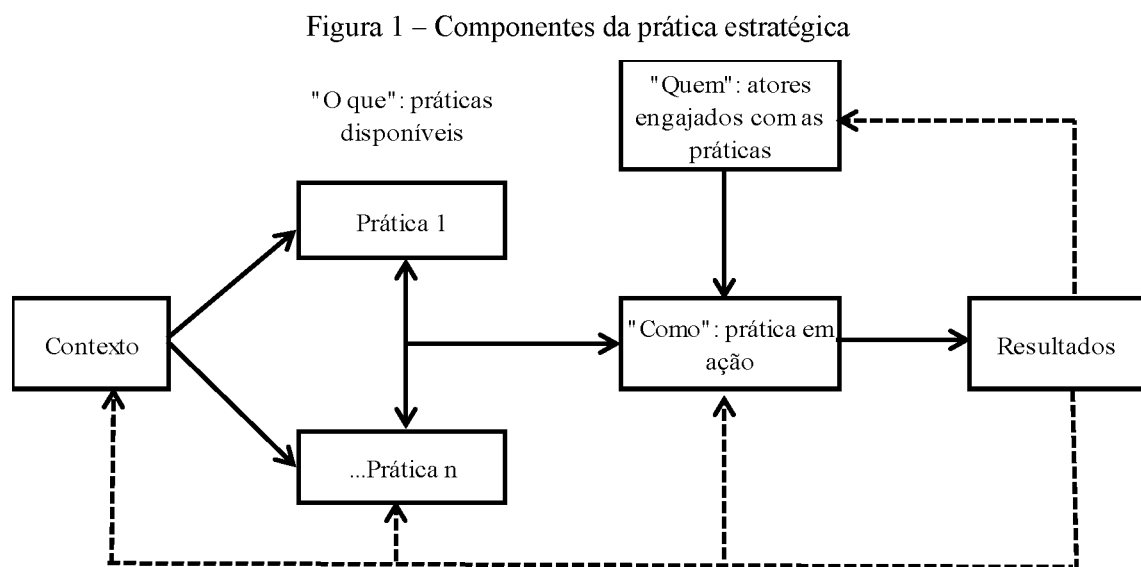 Figura 1 – Componentes da prática estratégica
"O que": práticas
disponíveis
"Quem": atores
engajados com as
práticas
Prática 1
Contexto
"Como": prática em
ação
Resultados
...Prática n